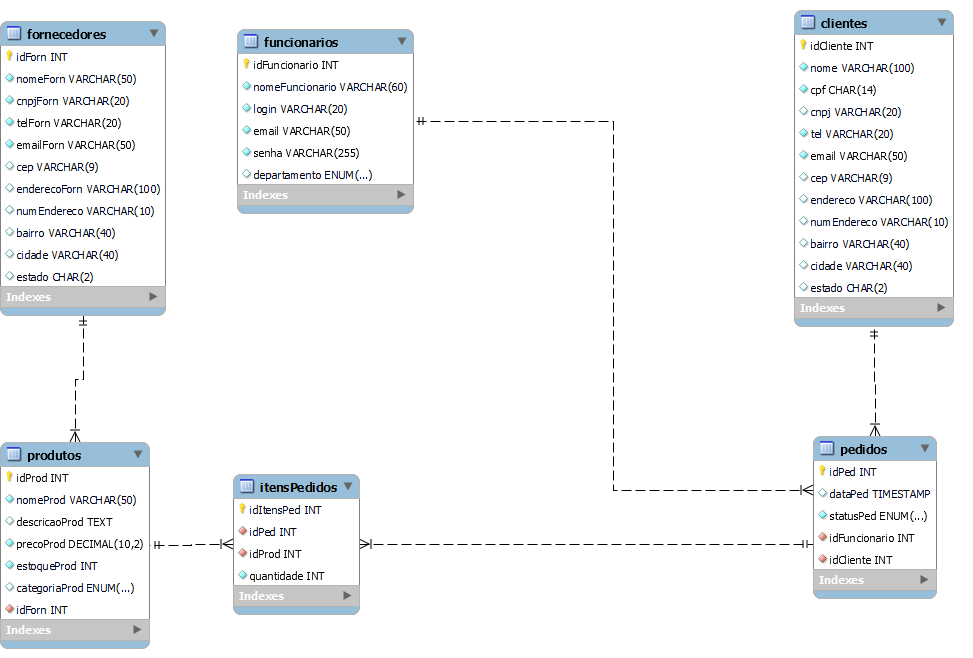 fornecedores
idForn INT
nomeForn VARCHAR(50)
cnpjForn VARCHAR(20)
telForn VARCHAR(20)
emailForn VARCHAR(50)
cep VARCHAR(9)
enderecoForn VARCHAR(100)
numEndereco VARCHAR(10)
bairro VARCHAR(40)
cidade VARCHAR(40)
estado CHAR(2)
Indexes
funcionarios
idFuncionario INT
nomeFuncionario VARCHAR(60)
login VARCHAR(20)
email VARCHAR(50)
senha VARCHAR(255)
departamento ENUM(...)
Indexes
clientes
idCliente INT
nome VARCHAR(100)
cpf CHAR(14)
cnpj VARCHAR(20)
tel VARCHAR(20)
email VARCHAR(50)
cep VARCHAR(9)
endereco VARCHAR(100)
numEndereco VARCHAR(10)
bairro VARCHAR(40)
cidade VARCHAR(40)
estado CHAR(2)
Indexes
produtos
idProd INT
nomeProd VARCHAR(50)
descricaoProd TEXT
precoProd DECIMAL(10,2)
estoqueProd INT
categoriaProd ENUM(...)
idForn INT
Indexes
itensPedidos
idItensPed INT
idPed INT
idProd INT
quantidade INT
Indexes
pedidos
idPed INT
dataPed TIMESTAMP
statusPed ENUM(...)
idFuncionario INT
idCliente INT
Indexes